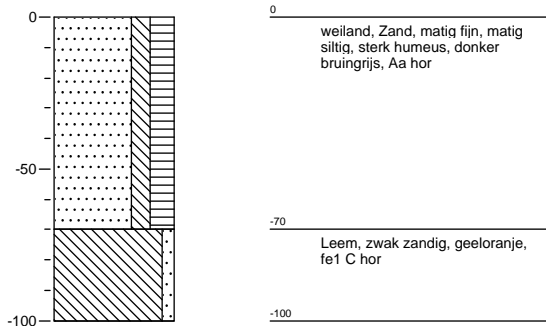 0
-50
-100
0
weiland, Zand, matig fijn, matig
siltig, sterk humeus, donker
bruingrijs, Aa hor
-70
Leem, zwak zandig, geeloranje,
fe1 C hor
-100